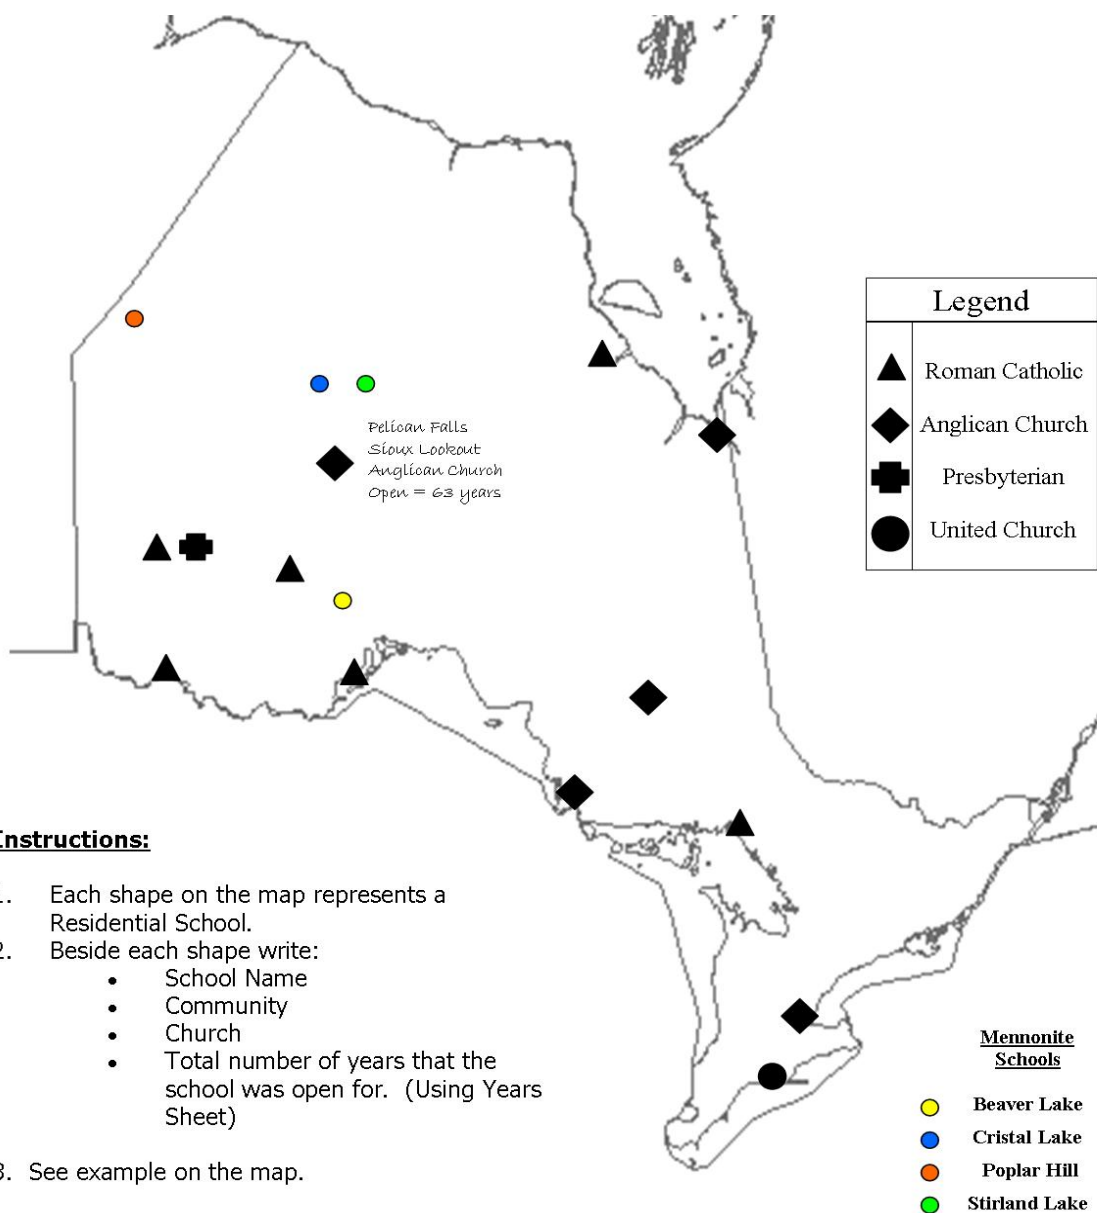 Legend
Roman Catholic
Anglican Church
Presbyterian
United Church
Pelican Falls
Sioux Lookout
Anglican Church
Open = 63 years
Instructions:
1. Each shape on the map represents a
Residential School.
2. Beside each shape write:
• School Name
• Community
• Church
• Total number of years that the
school was open for. (Using Years
Sheet)
3. See example on the map.
Mennonite
Schools
Beaver Lake
Cristal Lake
Poplar Hill
Stirland Lake